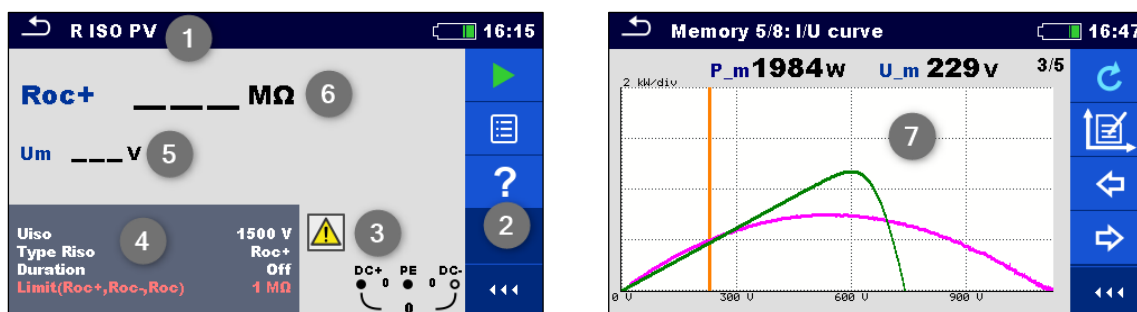 R ISO PV 1 16:15
Roc+ _ _ _ MΩ 6
Um _ _ _ V 5
?
2
Uiso 1500 V
Type Riso Roc+
Duration Off
Limit(Roc+,Roc-,Roc) 1 MΩ
4
3
DC+ PE DC-
0 0
0
Memory 5/8: I/U curve 16:47
P_m 1984 W U_m 229 V 3/5
2 kW/div
7
0 V 300 V 600 V 900 V